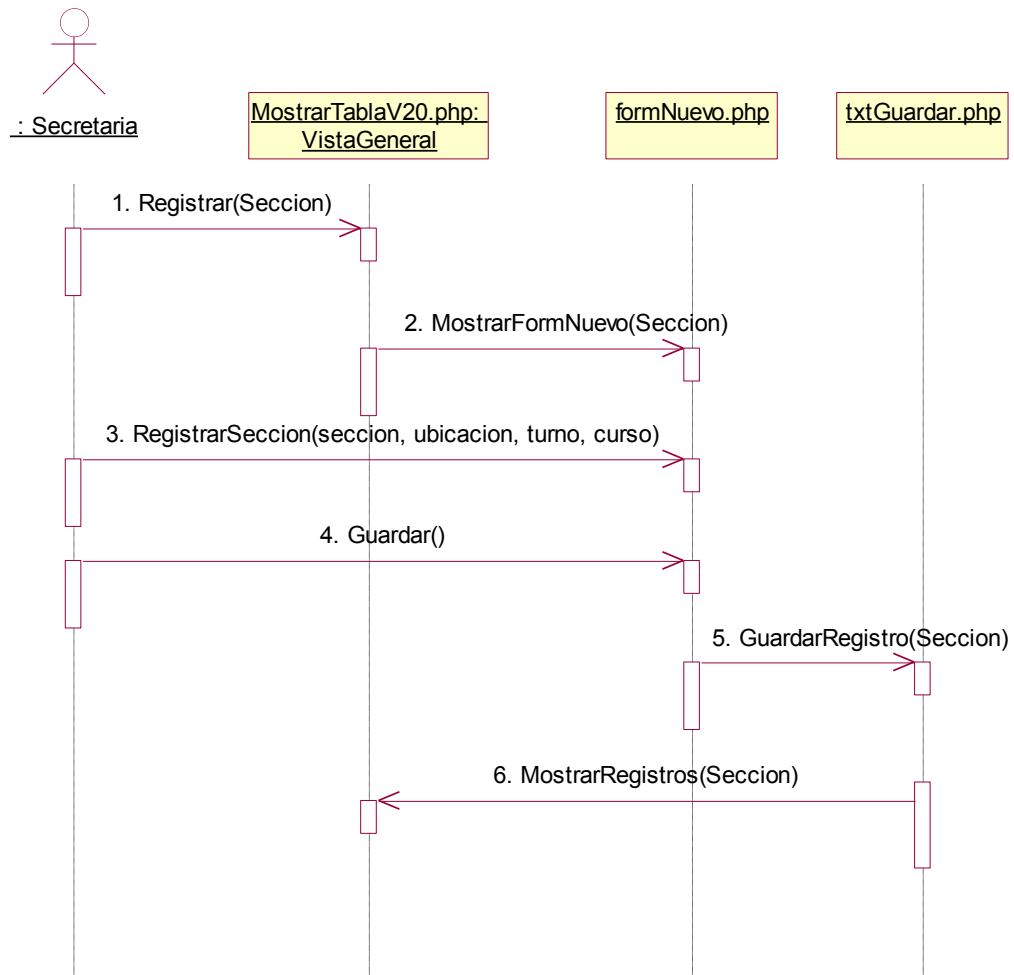 _ : Secretaria
MostrarTablaV20.php:
VistaGeneral
formNuevo.php
txtGuardar.php
1. Registrar(Seccion)
2. MostrarFormNuevo(Seccion)
3. RegistrarSeccion(seccion, ubicacion, turno, curso)
4. Guardar()
5. GuardarRegistro(Seccion)
6. MostrarRegistros(Seccion)